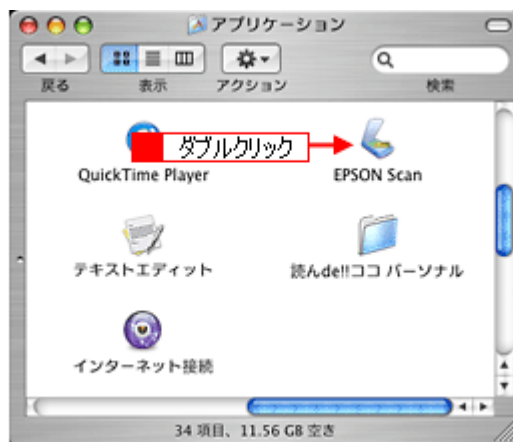 アプリケーション
戻る 表示 アクション 検索
ダブルクリック
QuickTime Player EPSON Scan
テキストエディット 読んde!!ココ パーソナル
インターネット接続
34 項目、11.56 GB 空き